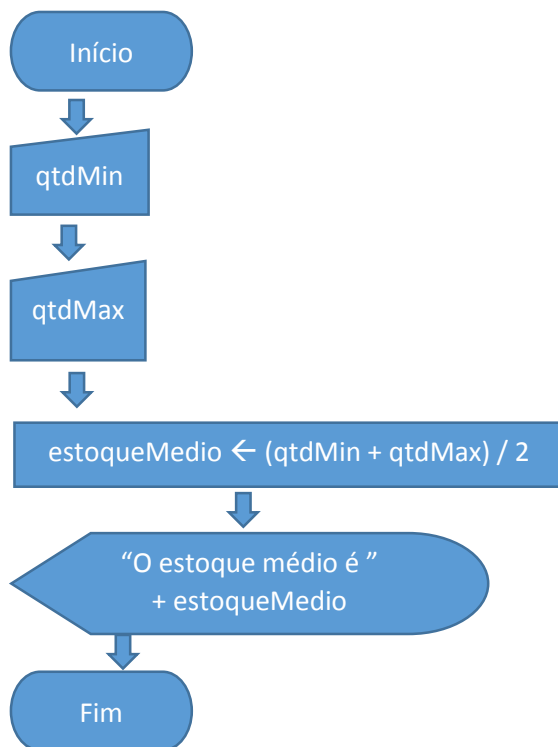 Início
qtdMin
qtdMax
estoqueMedio ← (qtdMin + qtdMax) / 2
“O estoque médio é ”
+ estoqueMedio
Fim